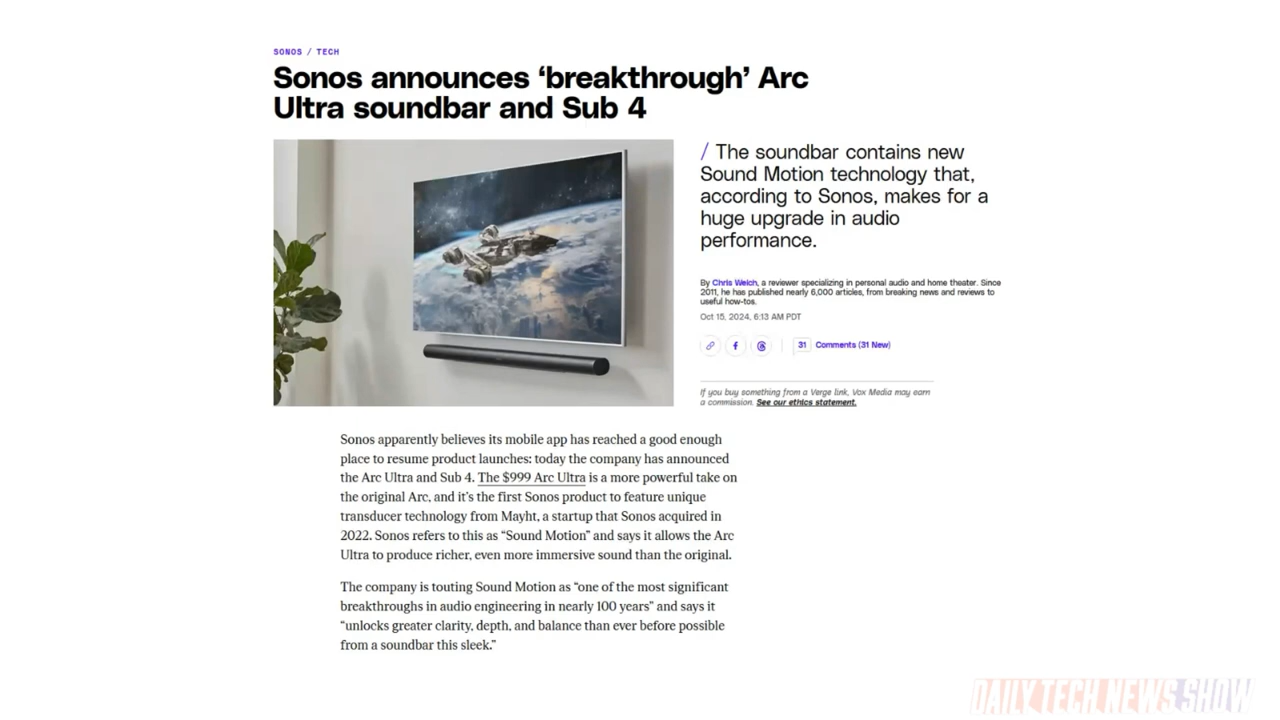 SONOS / TECH
Sonos announces ‘breakthrough’ Arc
Ultra soundbar and Sub 4
/ The soundbar contains new
Sound Motion technology that,
according to Sonos, makes for a
huge upgrade in audio
performance.
By Chris Welch, a reviewer specializing in personal audio and home theater. Since
2011, he has published nearly 6,000 articles, from breaking news and reviews to
useful how-tos.
Oct 15, 2024, 6:13 AM PDT
31 Comments (31 New)
If you buy something from a Verge link, Vox Media may earn
a commission. See our ethics statement.
Sonos apparently believes its mobile app has reached a good enough
place to resume product launches: today the company has announced
the Arc Ultra and Sub 4. The $999 Arc Ultra is a more powerful take on
the original Arc, and it’s the first Sonos product to feature unique
transducer technology from Mayht, a startup that Sonos acquired in
2022. Sonos refers to this as “Sound Motion” and says it allows the Arc
Ultra to produce richer, even more immersive sound than the original.
The company is touting Sound Motion as “one of the most significant
breakthroughs in audio engineering in nearly 100 years” and says it
“unlocks greater clarity, depth, and balance than ever before possible
from a soundbar this sleek.”
DAILY TECH NEWS SHOW